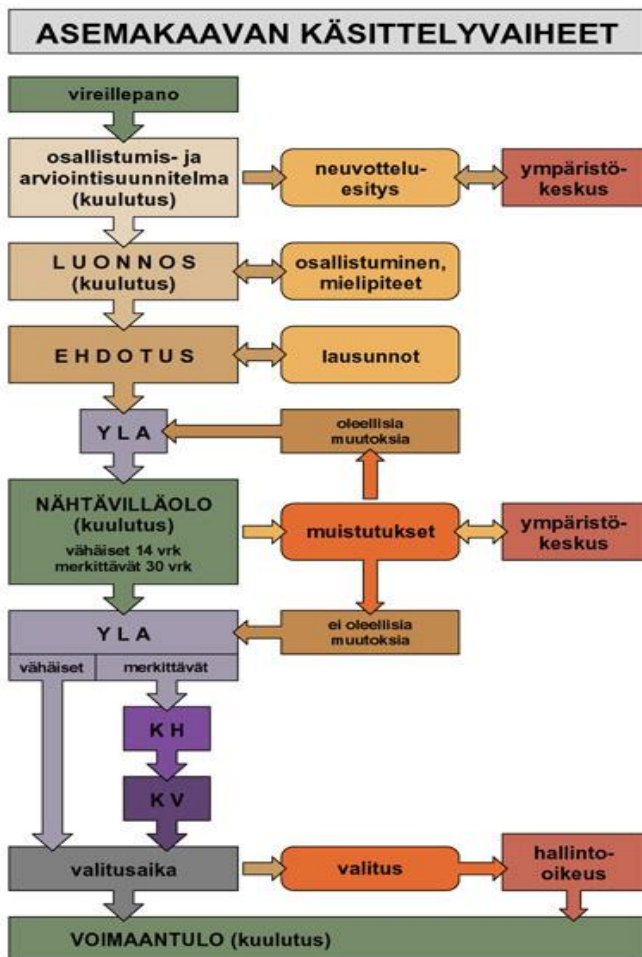 ASEMAKAAVAN KÄSITTELYVAIHEET
vireillepano
osallistumis- ja
arviointisuunnitelma
(kuulutus)
neuvottelu-
esitys
ympäristö-
keskus
LUONNOS
(kuulutus)
osallistuminen,
mielipiteet
EHDOTUS
lausunnot
YLA
oleellisia
muutoksia
NÄHTÄVILLÄOLO
(kuulutus)
vähäiset 14 vrk
merkittävät 30 vrk
muistutukset
ympäristö-
keskus
YLA
ei oleellisia
muutoksia
vähäiset
merkittävät
KH
KV
valitusaika
valitus
hallinto-
oikeus
VOIMAANTULO (kuulutus)